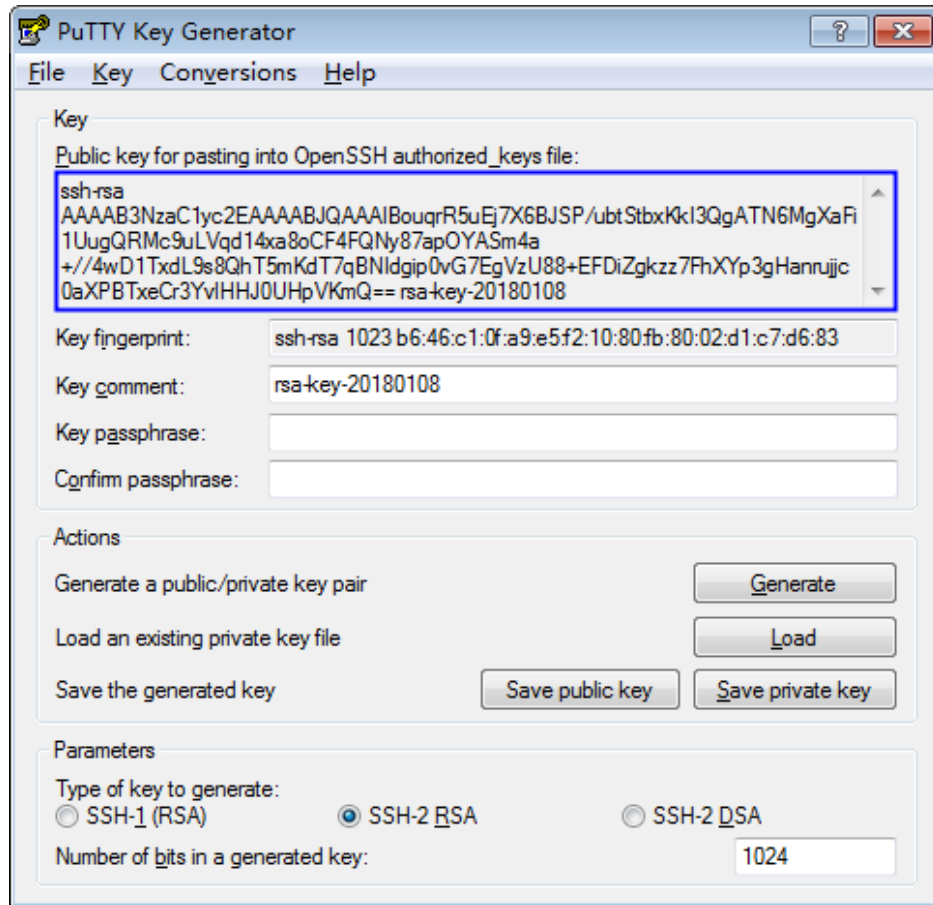 PuTTY Key Generator
File Key Conversions Help
Key
Public key for pasting into OpenSSH authorized_keys file:
ssh-rsa
AAAAB3NzaC1yc2EAAAABJQAAAIBouqrR5uEj7X6BJSP/ubtStbxKkI3QgATN6MgXaFi
1UugQRMc9uLVqd14xa8oCF4FQNy87apOYASm4a
+//4wD1TxdL9s8QhT5mKdT7qBNIdgip0vG7EgVzU88+EFDiZgkzz7FhXYp3gHanrujjc
0aXPBTxeCr3YvIHHJ0UHpVKmQ== rsa-key-20180108
Key fingerprint: ssh-rsa 1023 b6:46:c1:0f:a9:e5:f2:10:80:fb:80:02:d1:c7:d6:83
Key comment: rsa-key-20180108
Key passphrase:
Confirm passphrase:
Actions
Generate a public/private key pair Generate
Load an existing private key file Load
Save the generated key Save public key Save private key
Parameters
Type of key to generate:
SSH-1 (RSA) SSH-2 RSA SSH-2 DSA
Number of bits in a generated key: 1024